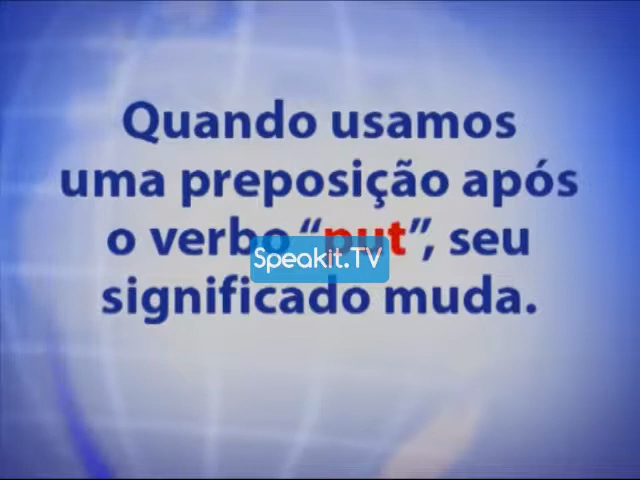 Quando usamos
uma preposição após
o verbo “put”, seu
Speakit.TV
significado muda.